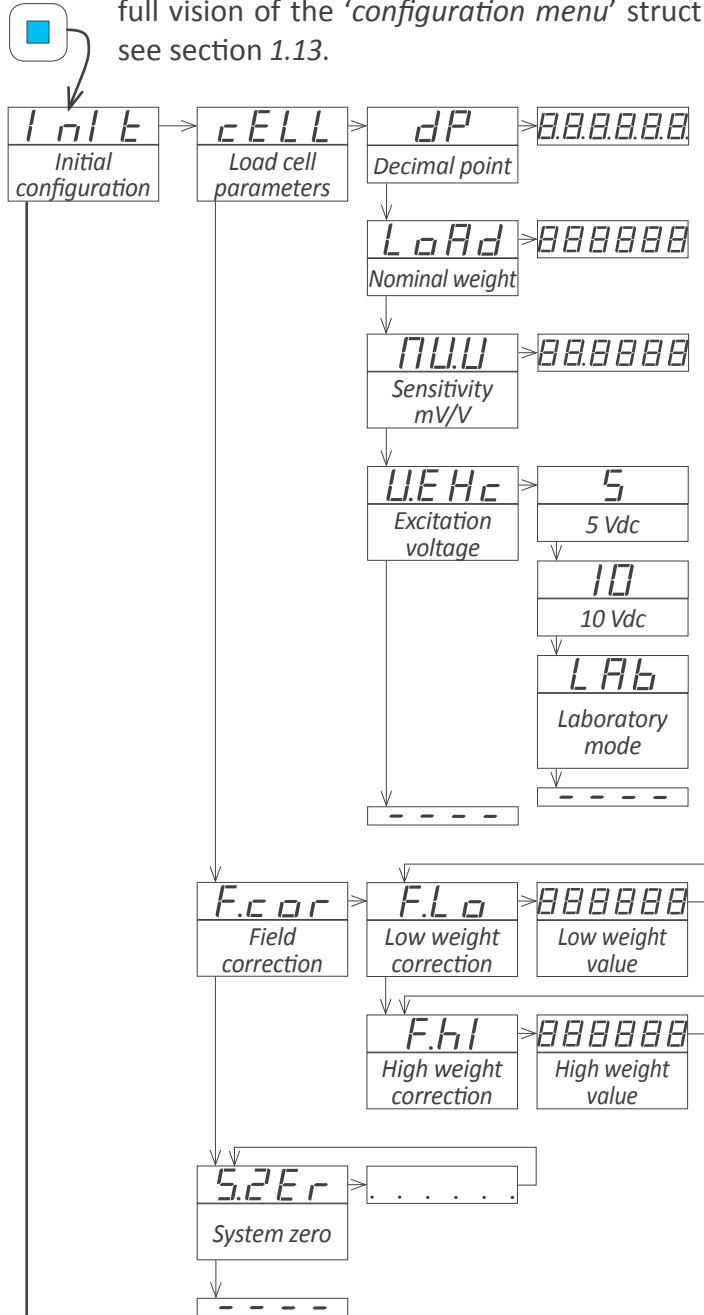 full vision of the ‘configuration menu’ struct
see section 1.13.
InIt
Initial
configuration
cELL
Load cell
parameters
dP
Decimal point
8.8.8.8.8.8.
LoAd
Nominal weight
888888
MV.V
Sensitivity
mV/V
88.8888
V.EHc
Excitation
voltage
5
5 Vdc
10
10 Vdc
LAb
Laboratory
mode
- - - -
- - - -
F.cor
Field
correction
F.Lo
Low weight
correction
888888
Low weight
value
F.hI
High weight
correction
888888
High weight
value
S.ZEr
System zero
. . . . . .
- - - -